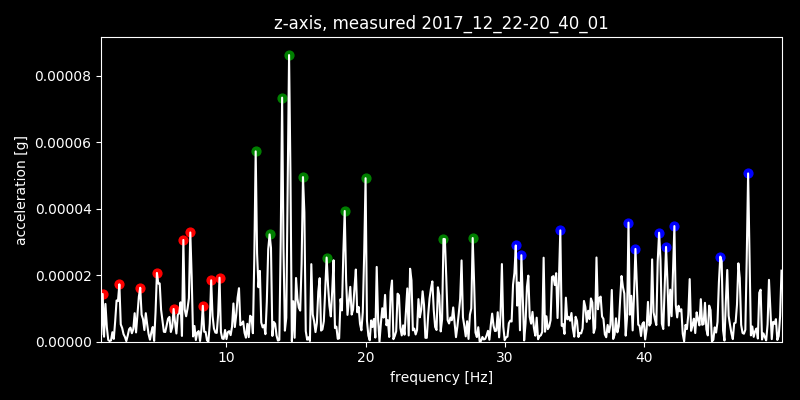 z-axis, measured 2017_12_22-20_40_01
acceleration [g]
0.00008
0.00006
0.00004
0.00002
0.00000
10 20 30 40
frequency [Hz]